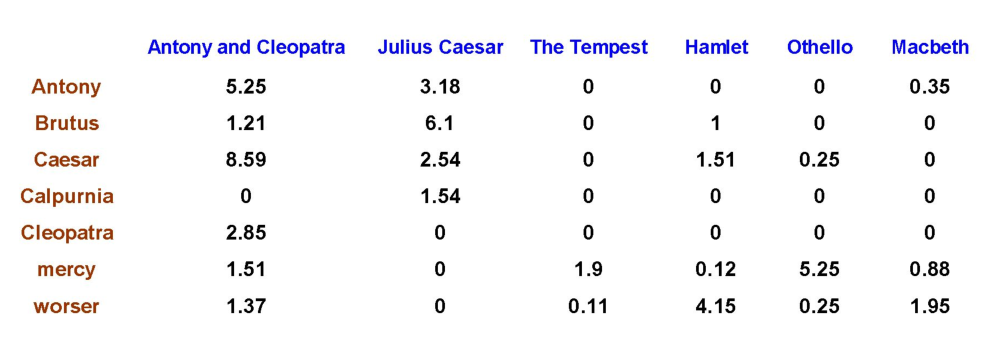 Antony and Cleopatra Julius Caesar The Tempest Hamlet Othello Macbeth
Antony 5.25 3.18 0 0 0 0.35
Brutus 1.21 6.1 0 1 0 0
Caesar 8.59 2.54 0 1.51 0.25 0
Calpurnia 0 1.54 0 0 0 0
Cleopatra 2.85 0 0 0 0 0
mercy 1.51 0 1.9 0.12 5.25 0.88
worser 1.37 0 0.11 4.15 0.25 1.95